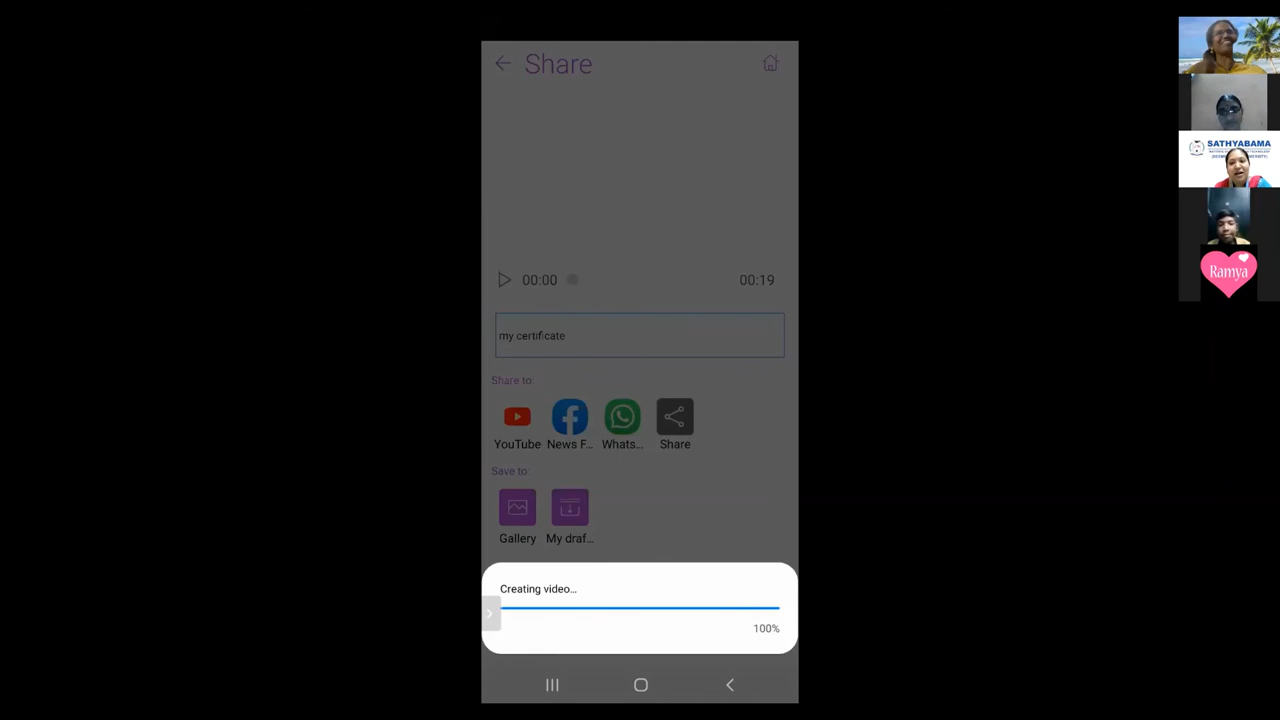 Share
00:00
00:19
my certificate
Share to:
YouTube
News F...
Whats...
Share
Save to:
Gallery
My draf...
Creating video...
100%
SATHYABAMA
Ramya